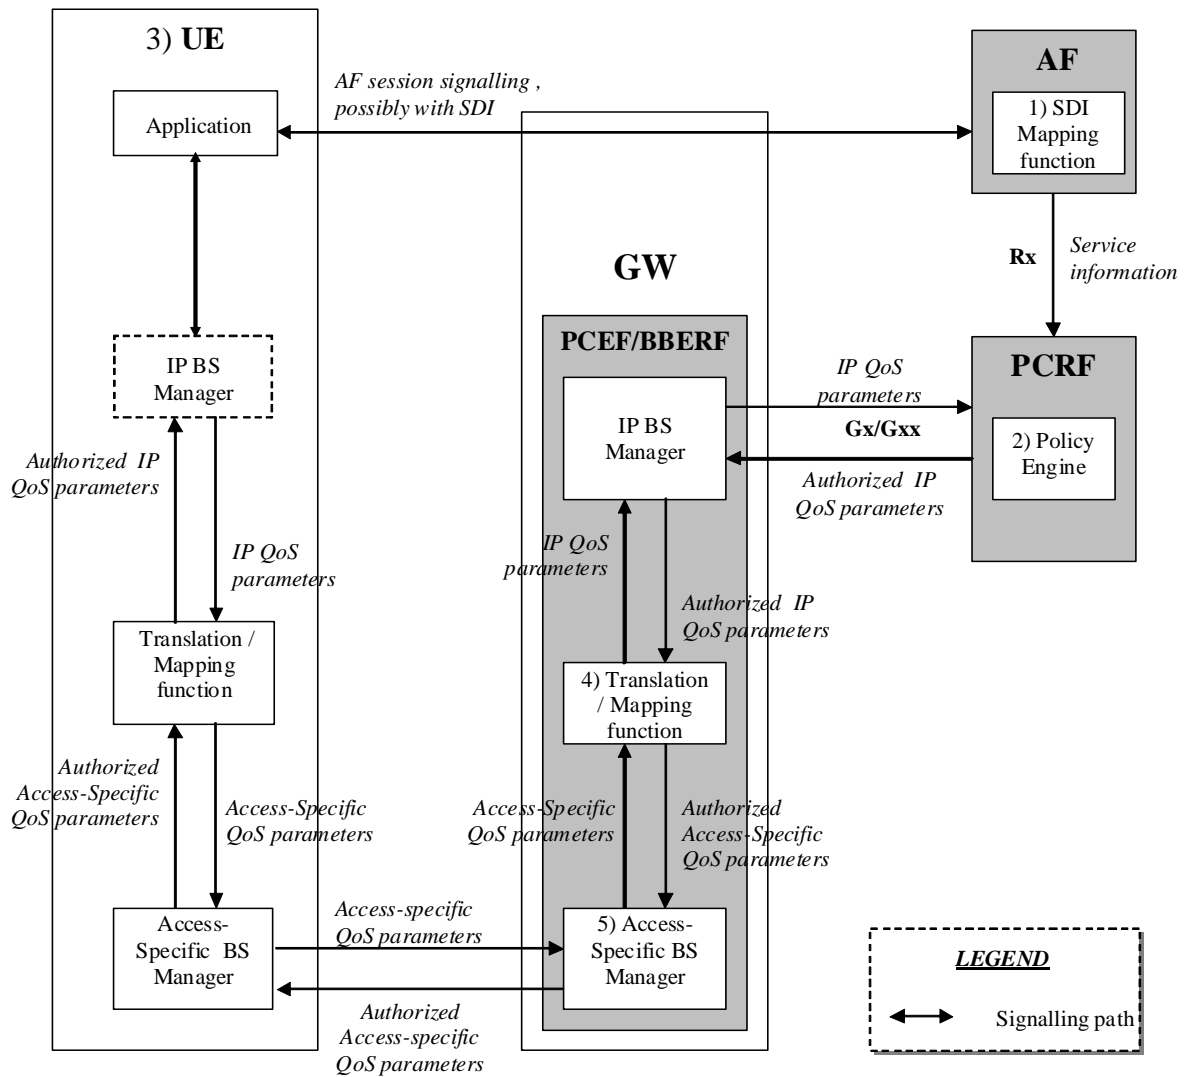 3) UE
Application
IP BS
Manager
Authorized IP
QoS parameters
IP QoS
parameters
Translation /
Mapping
function
Authorized
Access-Specific
QoS parameters
Access-Specific
QoS parameters
Access-
Specific BS
Manager
AF session signalling ,
possibly with SDI
Access-specific
QoS parameters
Authorized
Access-specific
QoS parameters
GW
PCEF/BBERF
IP BS
Manager
IP QoS
parameters
Authorized IP
QoS parameters
4) Translation
/ Mapping
function
Access-Specific
QoS parameters
Authorized
Access-Specific
QoS parameters
5) Access-
Specific BS
Manager
AF
1) SDI
Mapping
function
Rx
Service
information
IP QoS
parameters
Gx/Gxx
Authorized IP
QoS parameters
PCRF
2) Policy
Engine
LEGEND
Signalling path